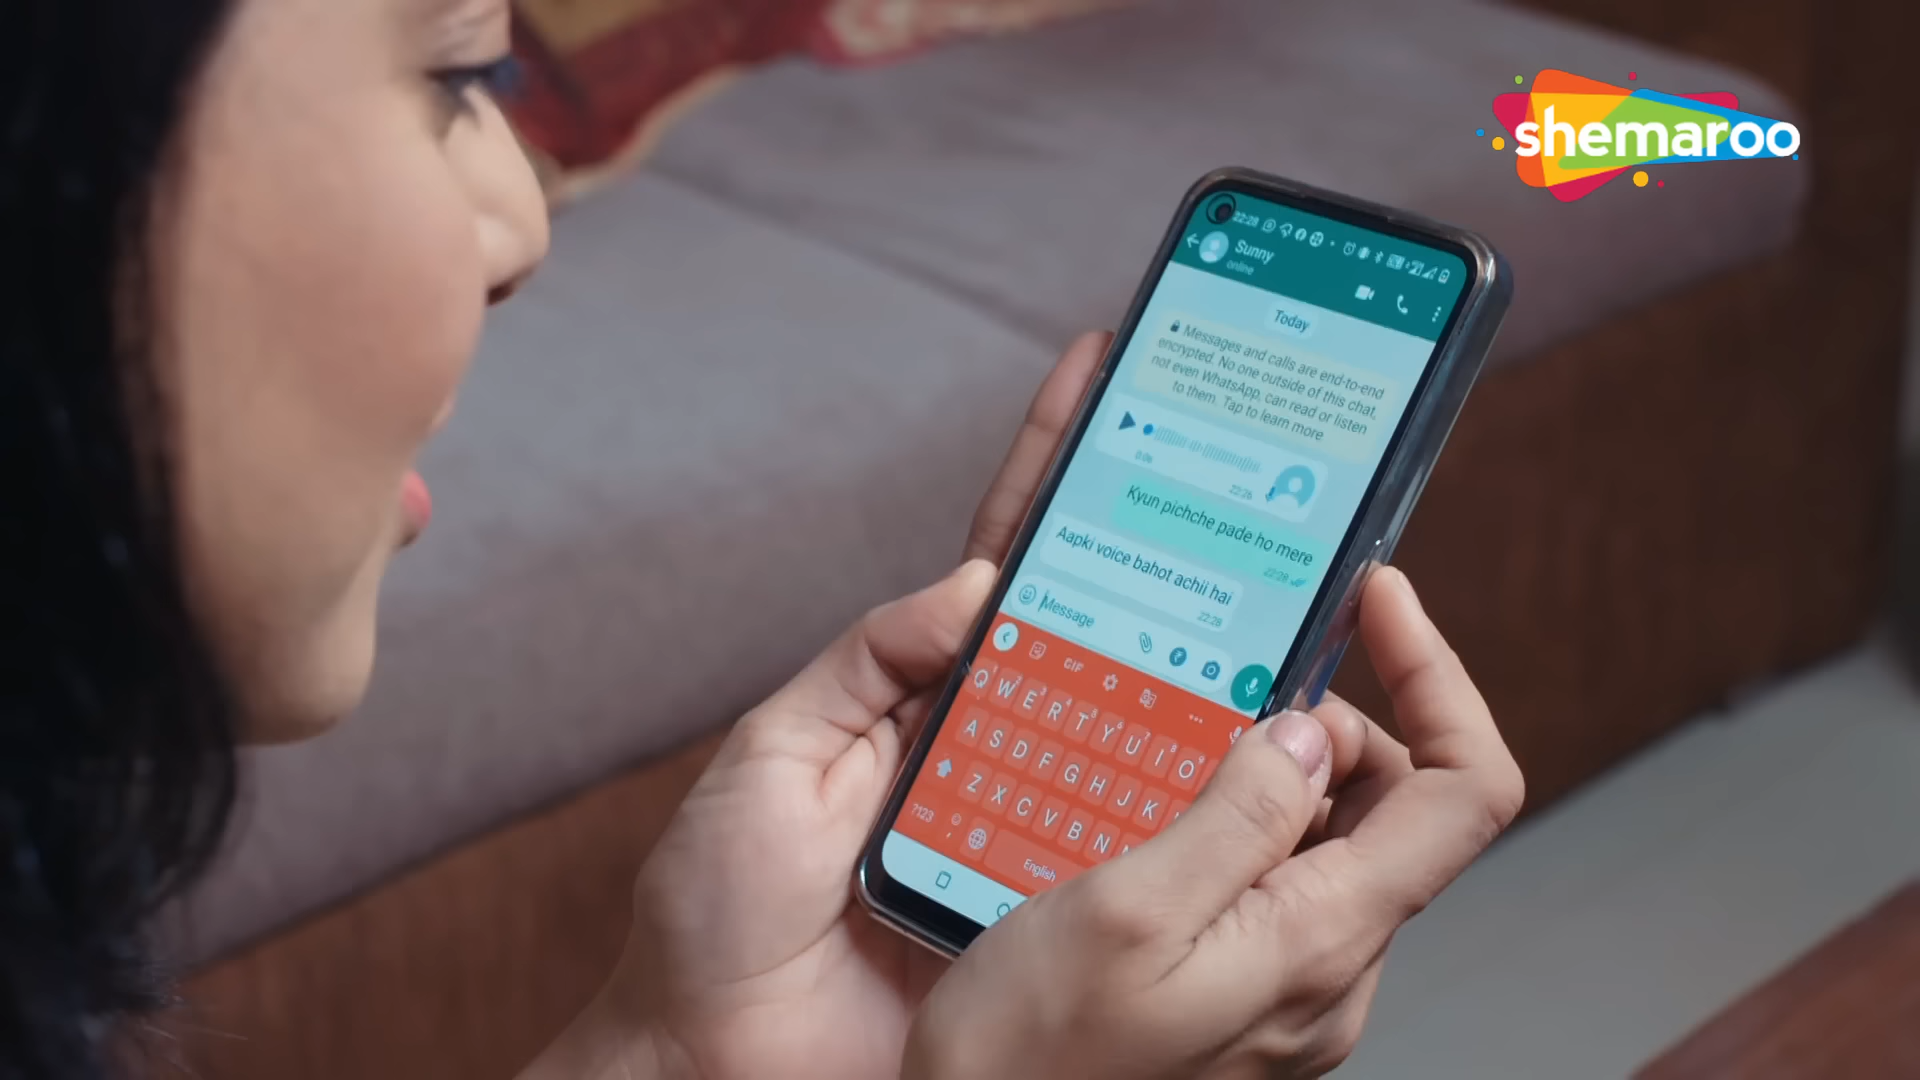 shemaroo
22:28
Sunny
online
Today
Messages and calls are end-to-end
encrypted. No one outside of this chat,
not even WhatsApp, can read or listen
to them. Tap to learn more
22:28
Kyun pichche pade ho mere
22:28
Aapki voice bahot achii hai
22:28
Message
GIF
Q W E R T Y U I O
A S D F G H J K
Z X C V B N
?123
English